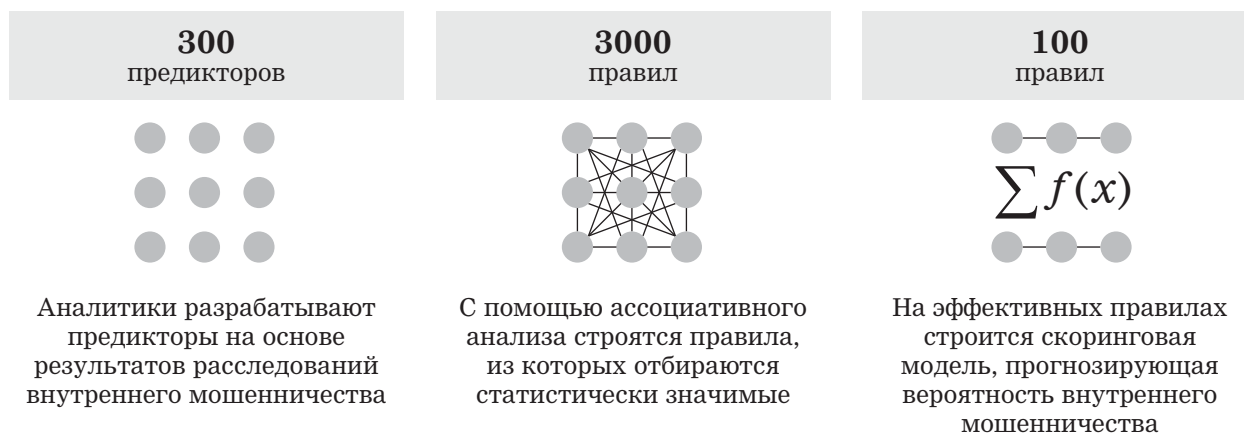 300
предикторов
3000
правил
100
правил
∑ f(x)
Аналитики разрабатывают
предикторы на основе
результатов расследований
внутреннего мошенничества
С помощью ассоциативного
анализа строятся правила,
из которых отбираются
статистически значимые
На эффективных правилах
строится скоринговая
модель, прогнозирующая
вероятность внутреннего
мошенничества